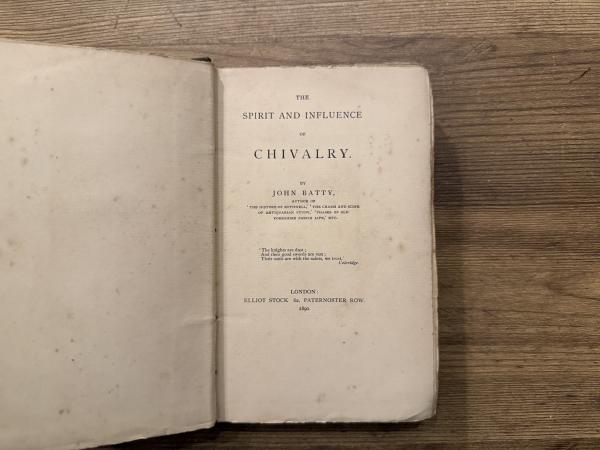 THE
SPIRIT AND INFLUENCE
OF
CHIVALRY.
BY
JOHN BATTY,
AUTHOR OF
'THE HISTORY OF ROTHWELL,' 'THE CHARM AND SCOPE
OF ANTIQUARIAN STUDY,' 'PHASES OF OLD
YORKSHIRE PARISH LIFE,' ETC.
'The knights are dust;
And their good swords are rust;
Their souls are with the saints, we trust.'
Coleridge.
LONDON:
ELLIOT STOCK 62, PATERNOSTER ROW.
1890.